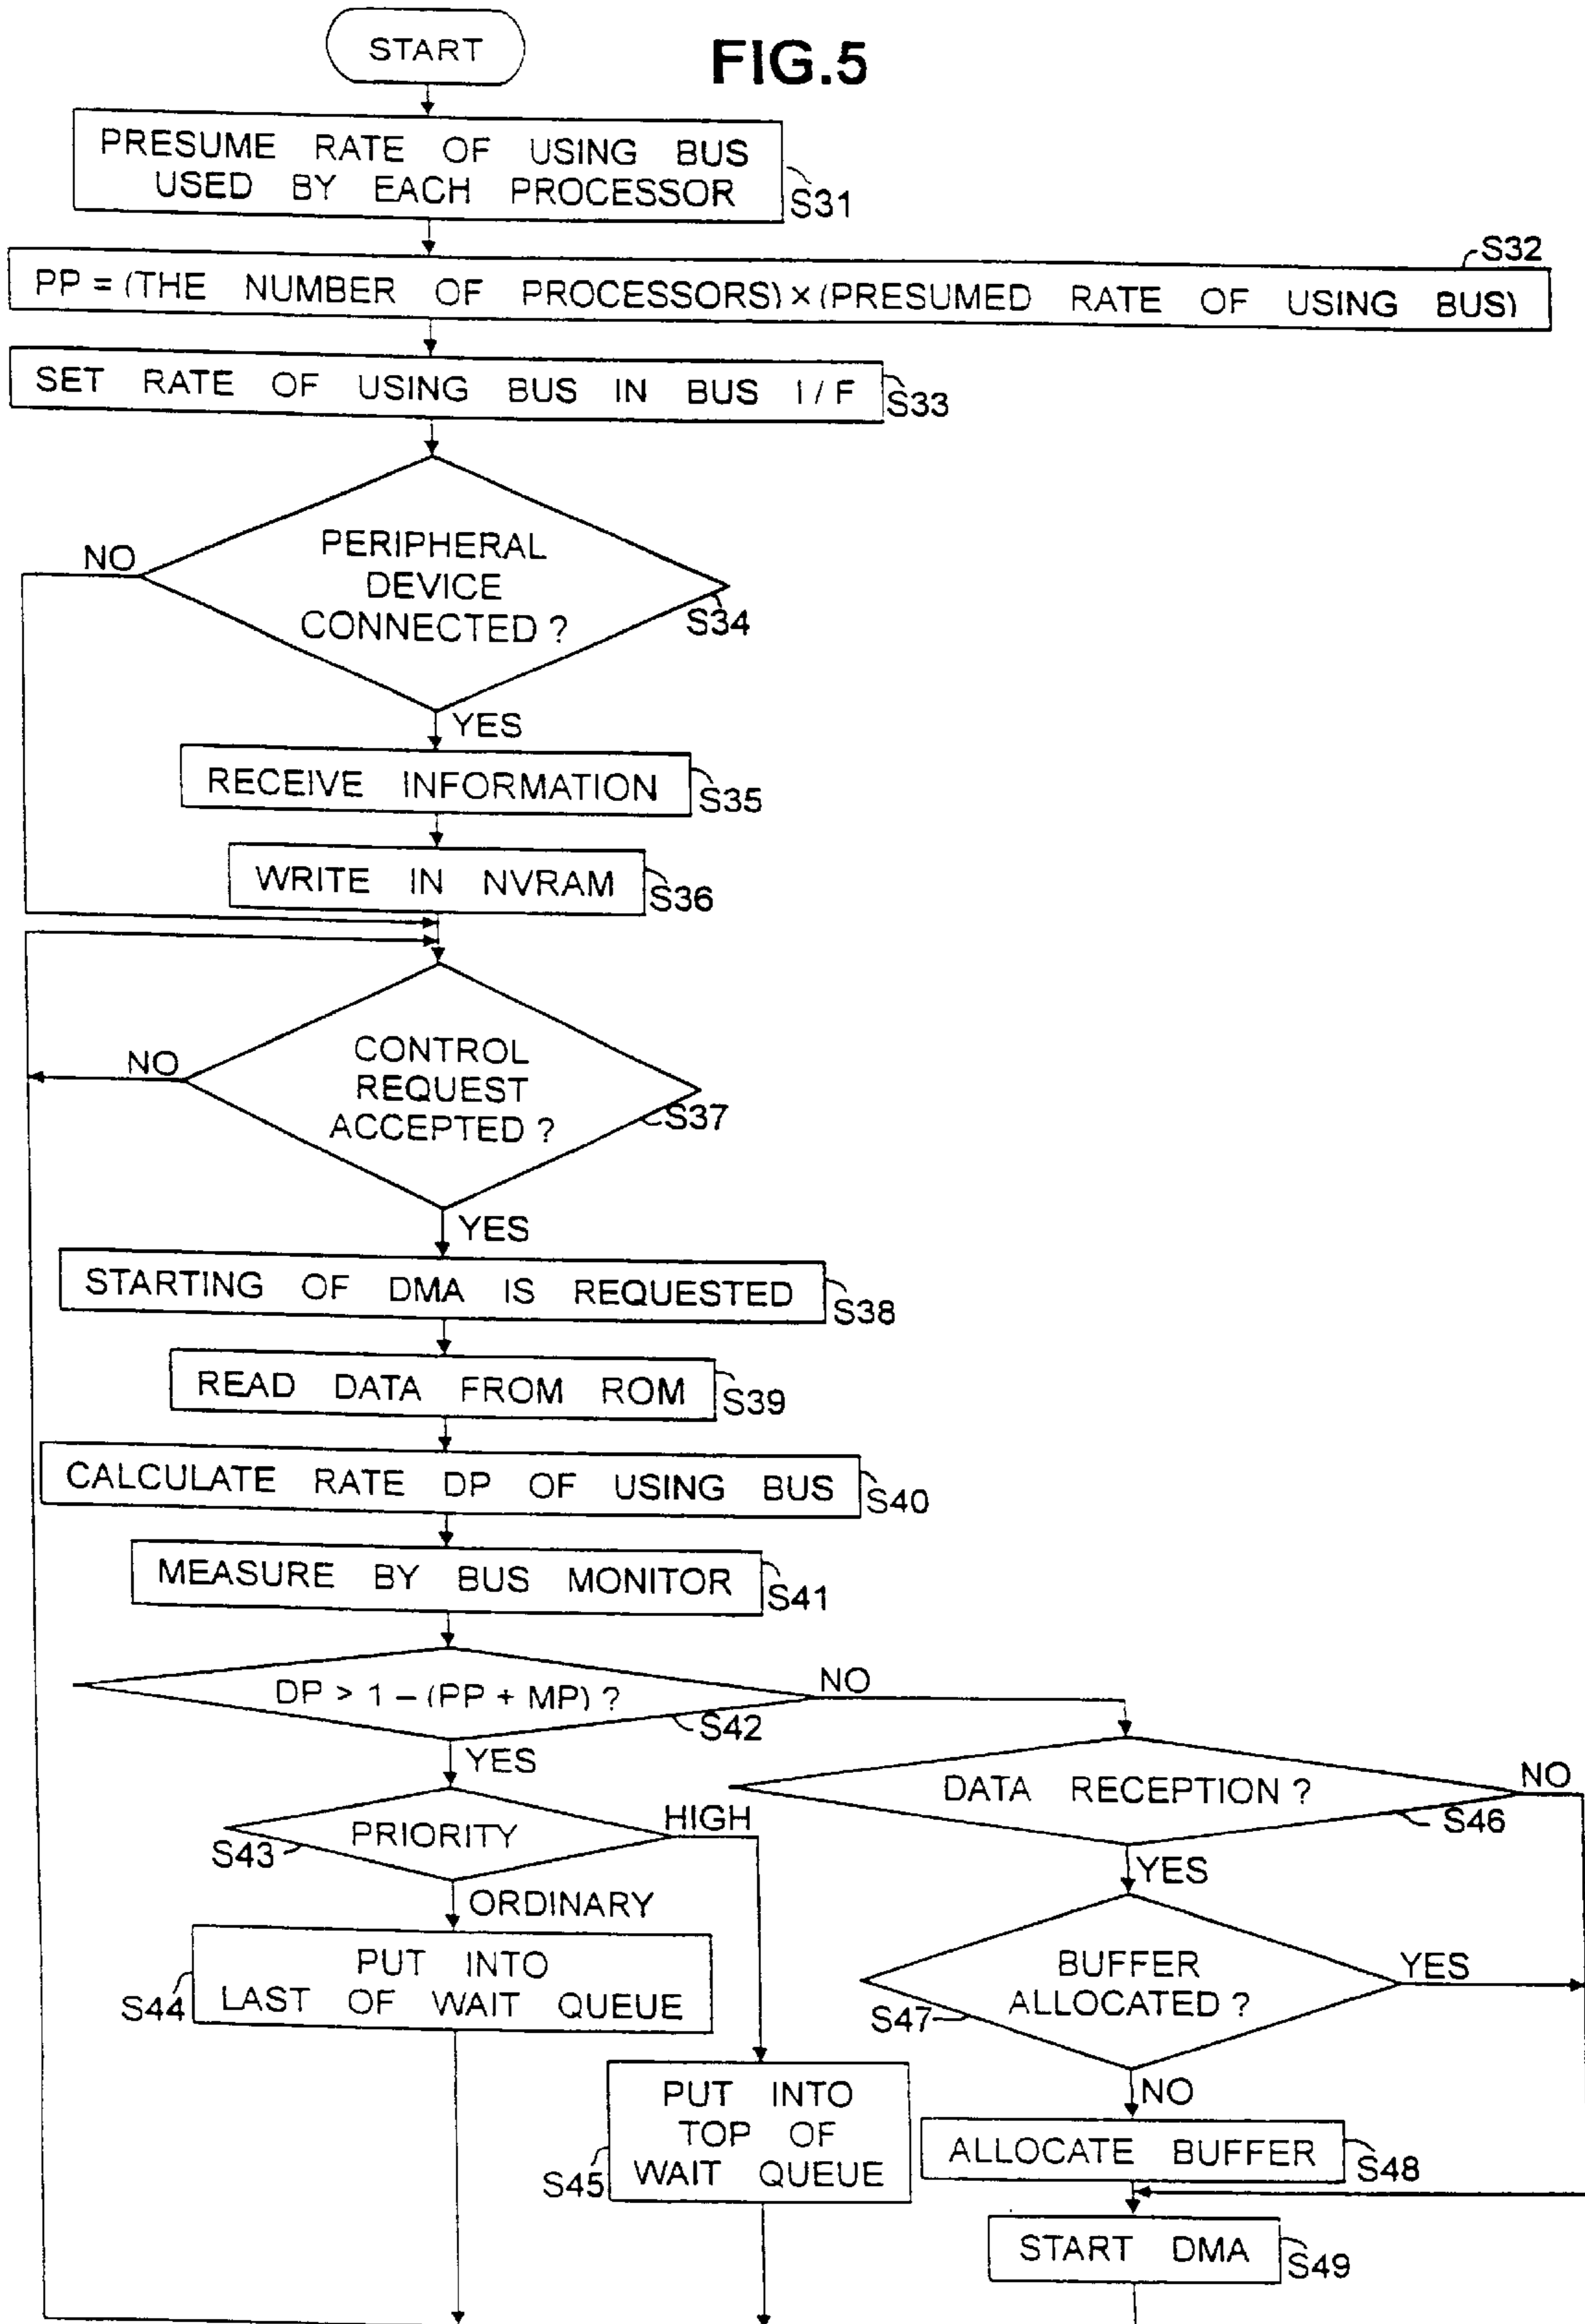 START
FIG.5
PRESUME RATE OF USING BUS
USED BY EACH PROCESSOR
S31
S32
PP = (THE NUMBER OF PROCESSORS) × (PRESUMED RATE OF USING BUS)
SET RATE OF USING BUS IN BUS I/F
S33
NO
PERIPHERAL
DEVICE
CONNECTED ?
S34
YES
RECEIVE INFORMATION
S35
WRITE IN NVRAM
S36
NO
CONTROL
REQUEST
ACCEPTED ?
S37
YES
STARTING OF DMA IS REQUESTED
S38
READ DATA FROM ROM
S39
CALCULATE RATE DP OF USING BUS
S40
MEASURE BY BUS MONITOR
S41
DP > 1 – (PP + MP) ?
NO
S42
YES
DATA RECEPTION ?
NO
S46
PRIORITY
HIGH
S43
YES
ORDINARY
PUT INTO
LAST OF WAIT QUEUE
S44
BUFFER
ALLOCATED ?
YES
S47
NO
PUT INTO
TOP OF
WAIT QUEUE
S45
ALLOCATE BUFFER
S48
START DMA
S49